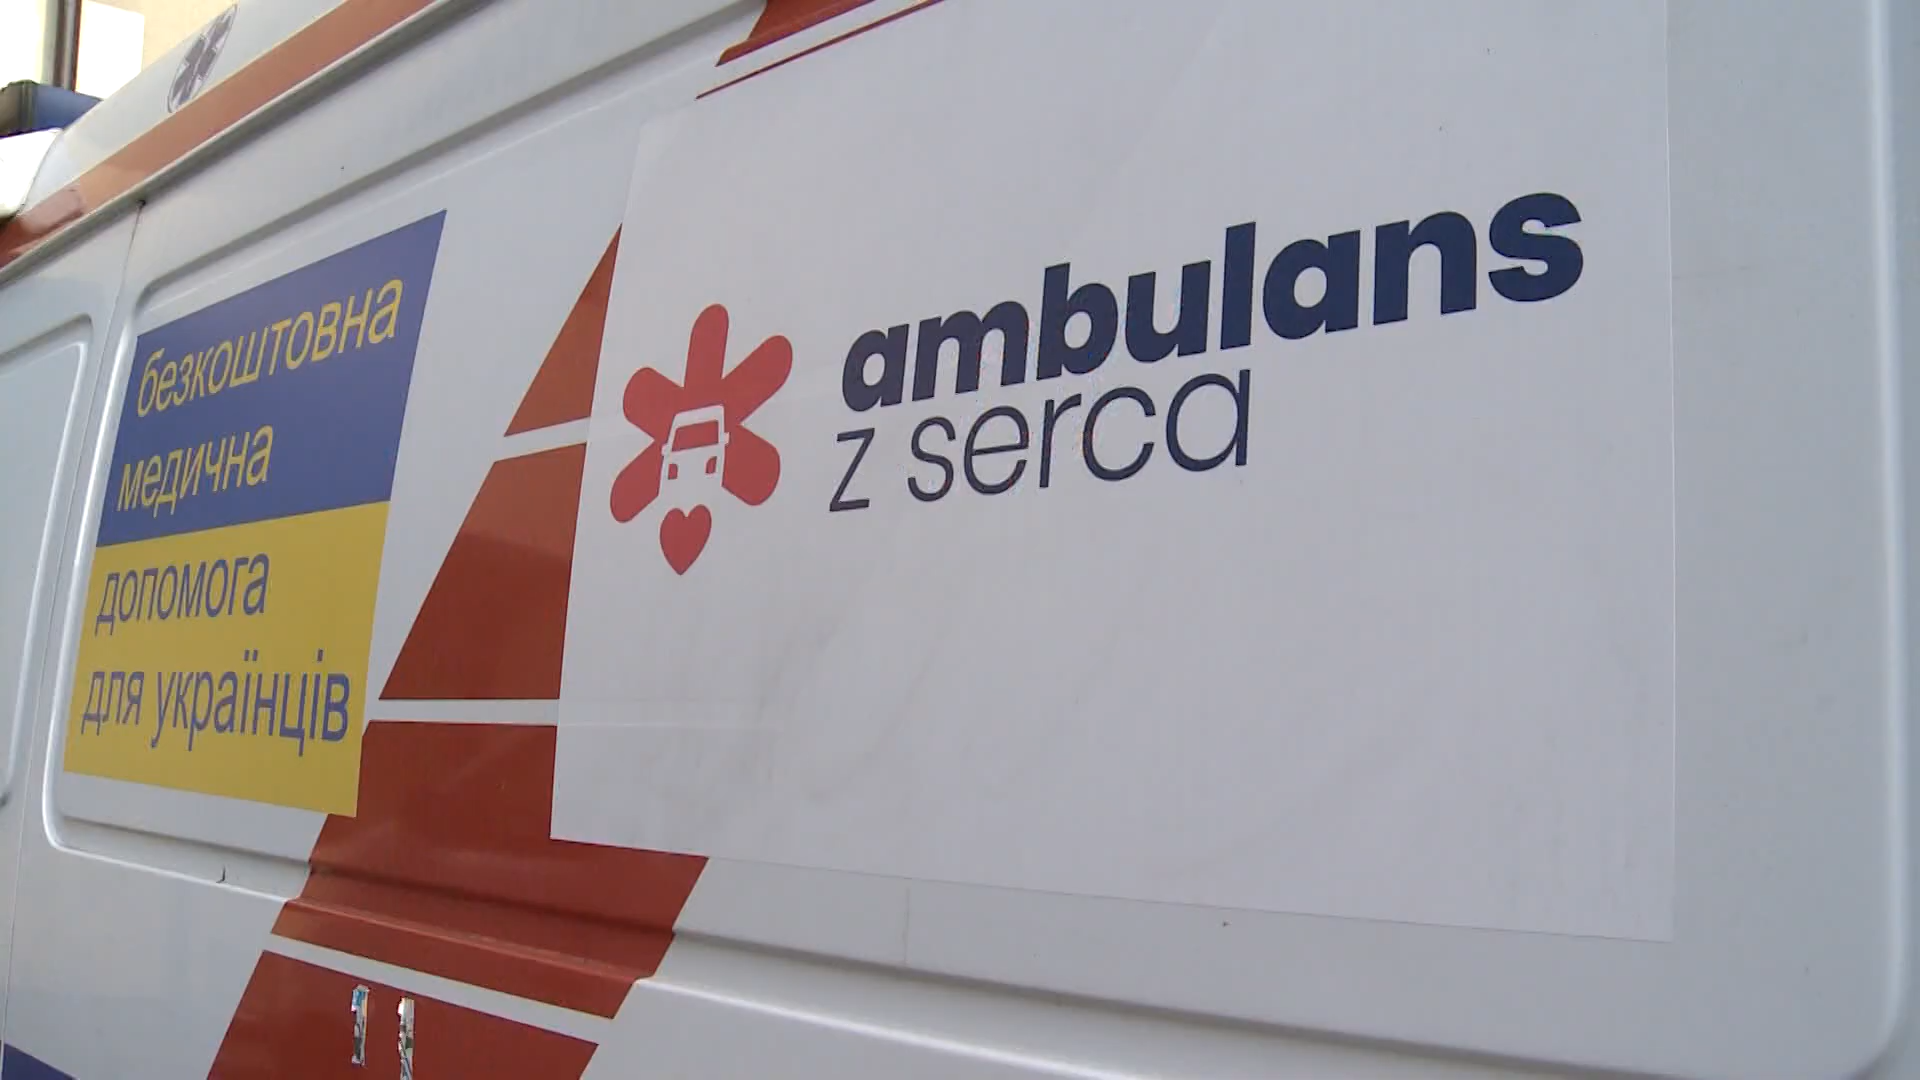 безкоштовна
медична
допомога
для українців
ambulans
z serca